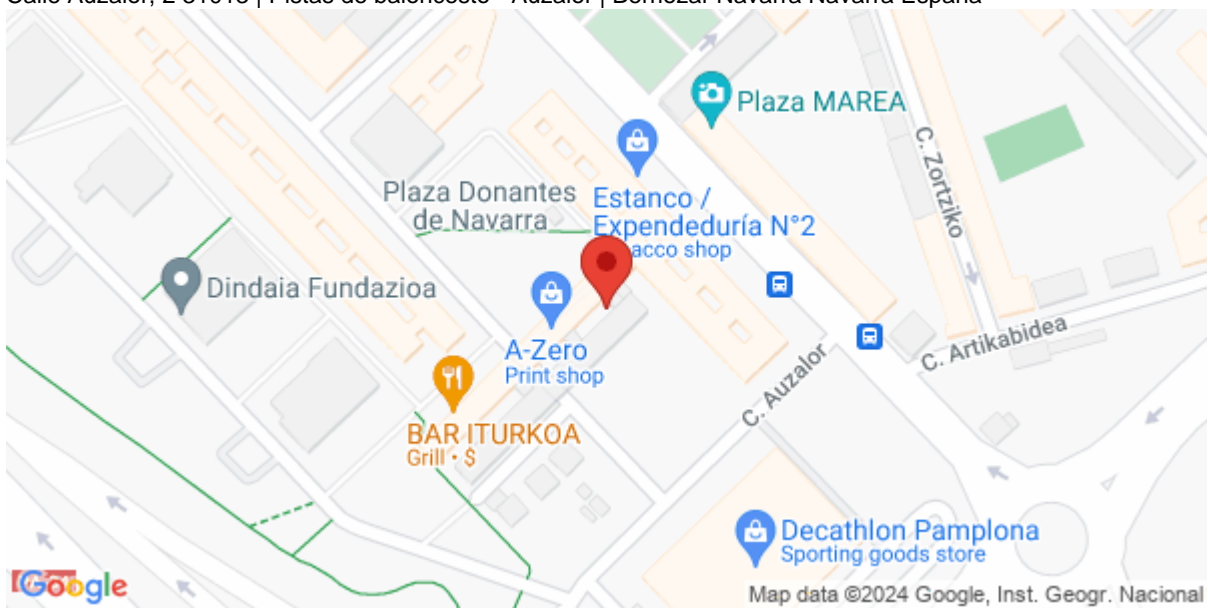 Plaza MAREA
C. Zortziko
Plaza Donantes
de Navarra
Estanco /
Expendeduría N°2
acco shop
Dindaia Fundazioa
A-Zero
Print shop
C. Artikabidea
C. Auzalor
BAR ITURKOA
Grill • $
Decathlon Pamplona
Sporting goods store
Google
Map data ©2024 Google, Inst. Geogr. Nacional